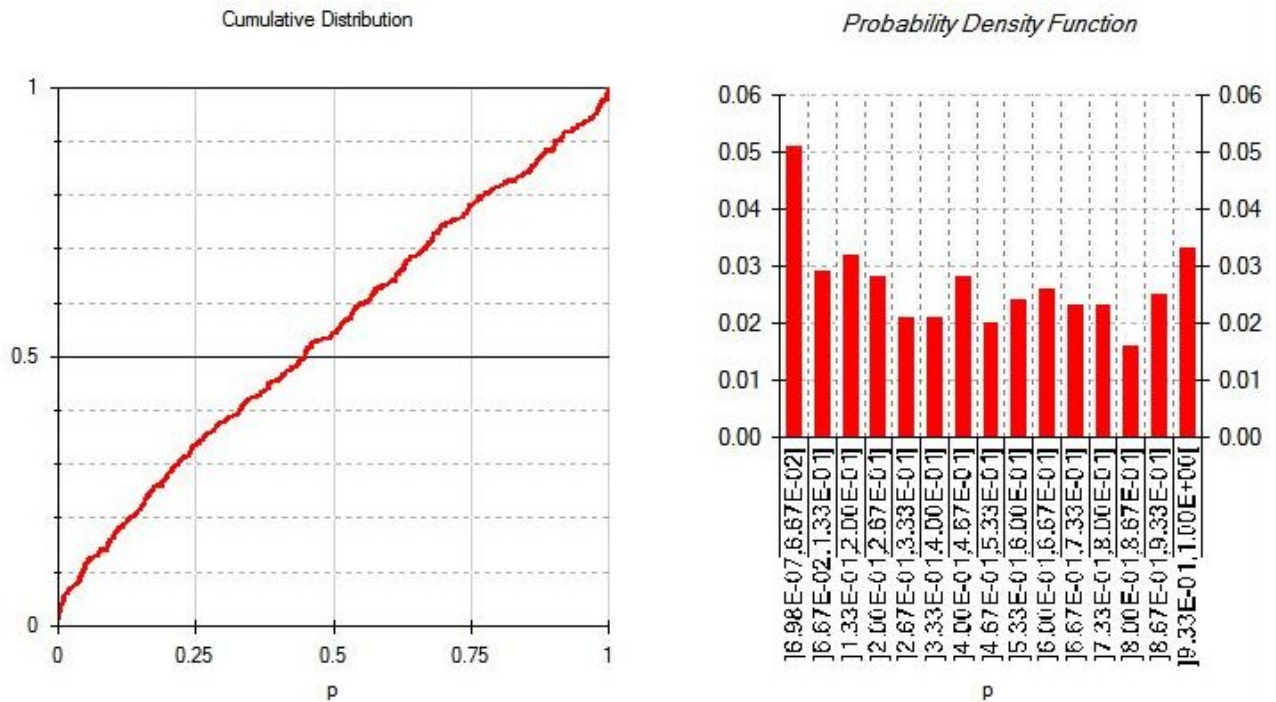 Cumulative Distribution
1
0.5
0
0
0.25
0.5
0.75
1
p
Probability Density Function
0.06
0.05
0.04
0.03
0.02
0.01
0.00
0.06
0.05
0.04
0.03
0.02
0.01
0.00
]6.98E-07,6.67E-02]
]6.67E-02,1.33E-01]
]1.33E-01,2.00E-01]
]2.00E-01,2.67E-01]
]2.67E-01,3.33E-01]
]3.33E-01,4.00E-01]
]4.00E-01,4.67E-01]
]4.67E-01,5.33E-01]
]5.33E-01,6.00E-01]
]6.00E-01,6.67E-01]
]6.67E-01,7.33E-01]
]7.33E-01,8.00E-01]
]8.00E-01,8.67E-01]
]8.67E-01,9.33E-01]
]9.33E-01,1.00E+00[
p